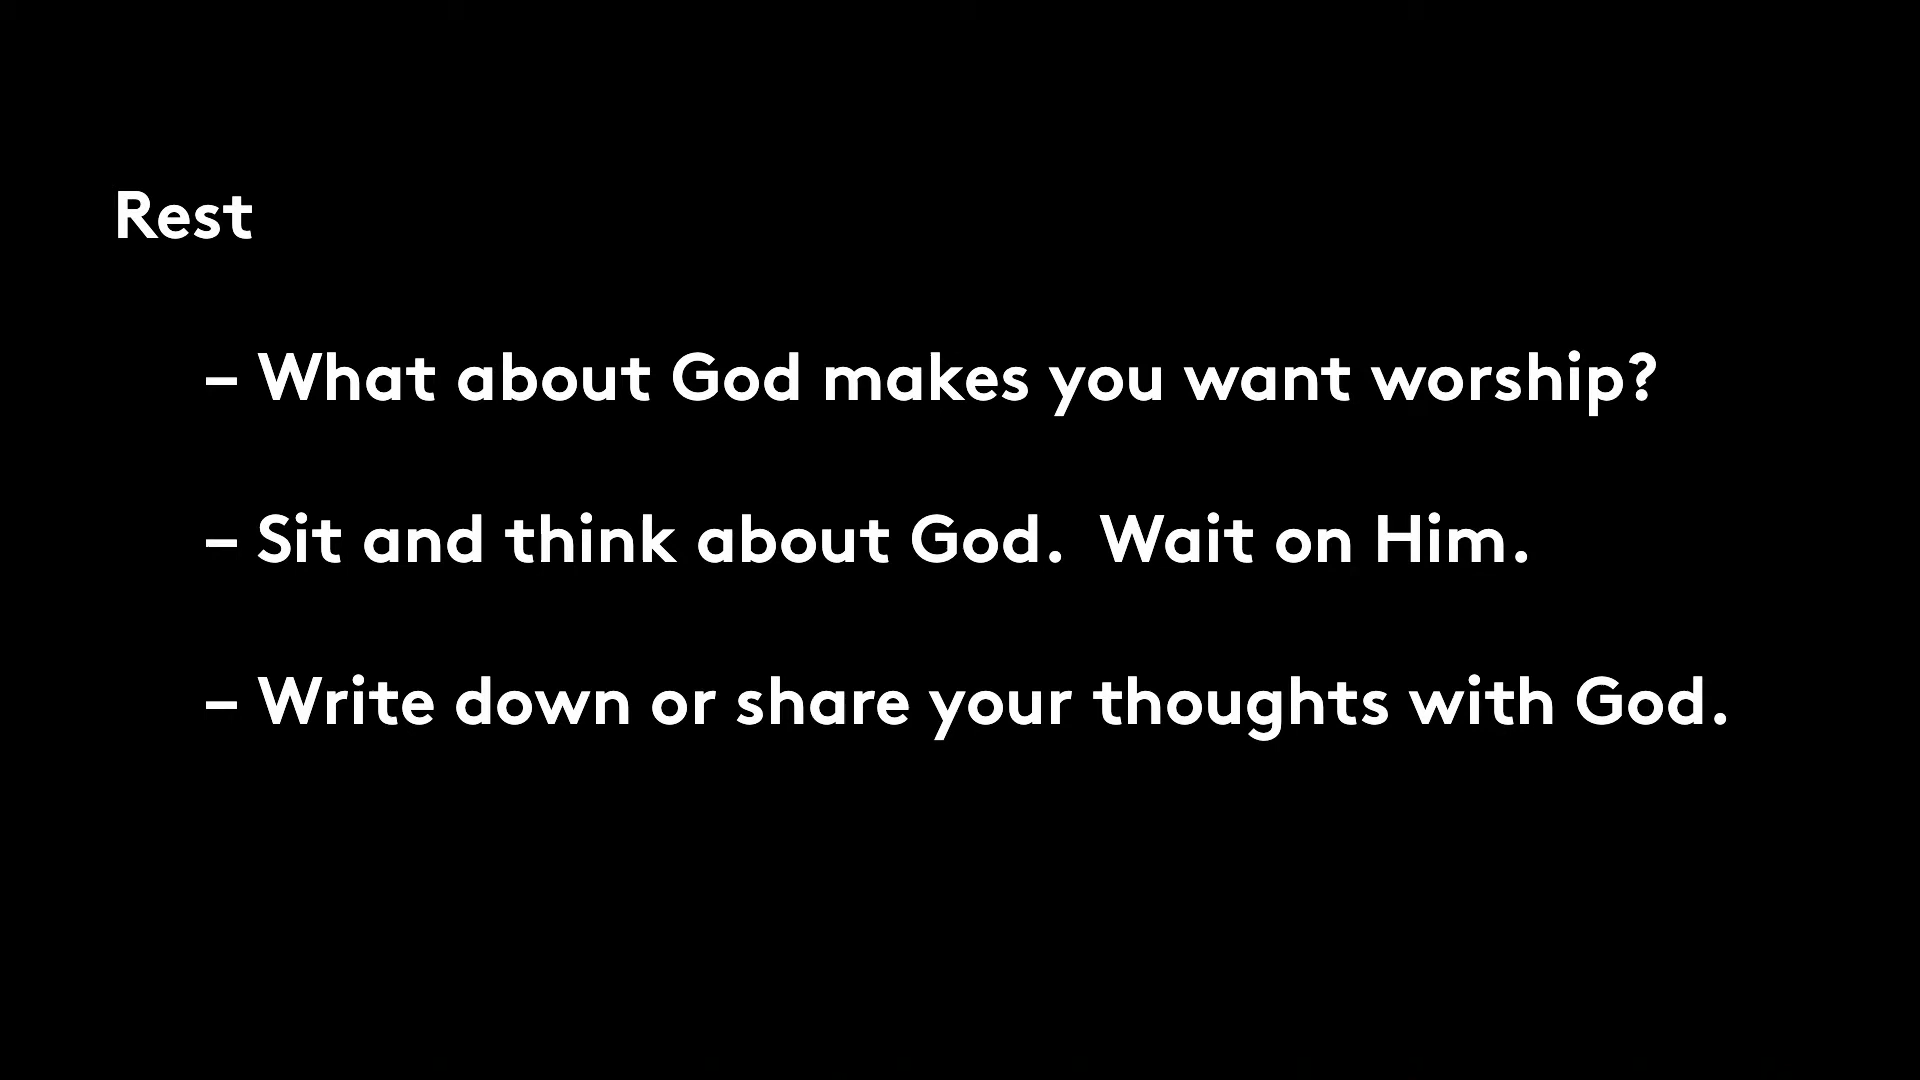 Rest
– What about God makes you want worship?
– Sit and think about God.  Wait on Him.
– Write down or share your thoughts with God.